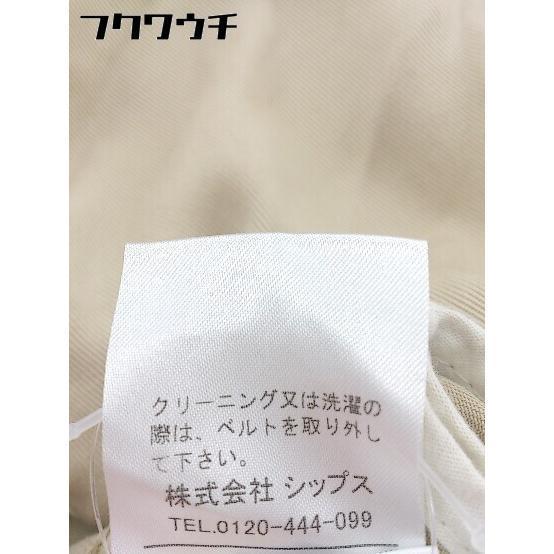 フクワウチ
クリーニング又は洗濯の
際は、ベルトを取り外し
て下さい。
株式会社 シップス
TEL.0120-444-099